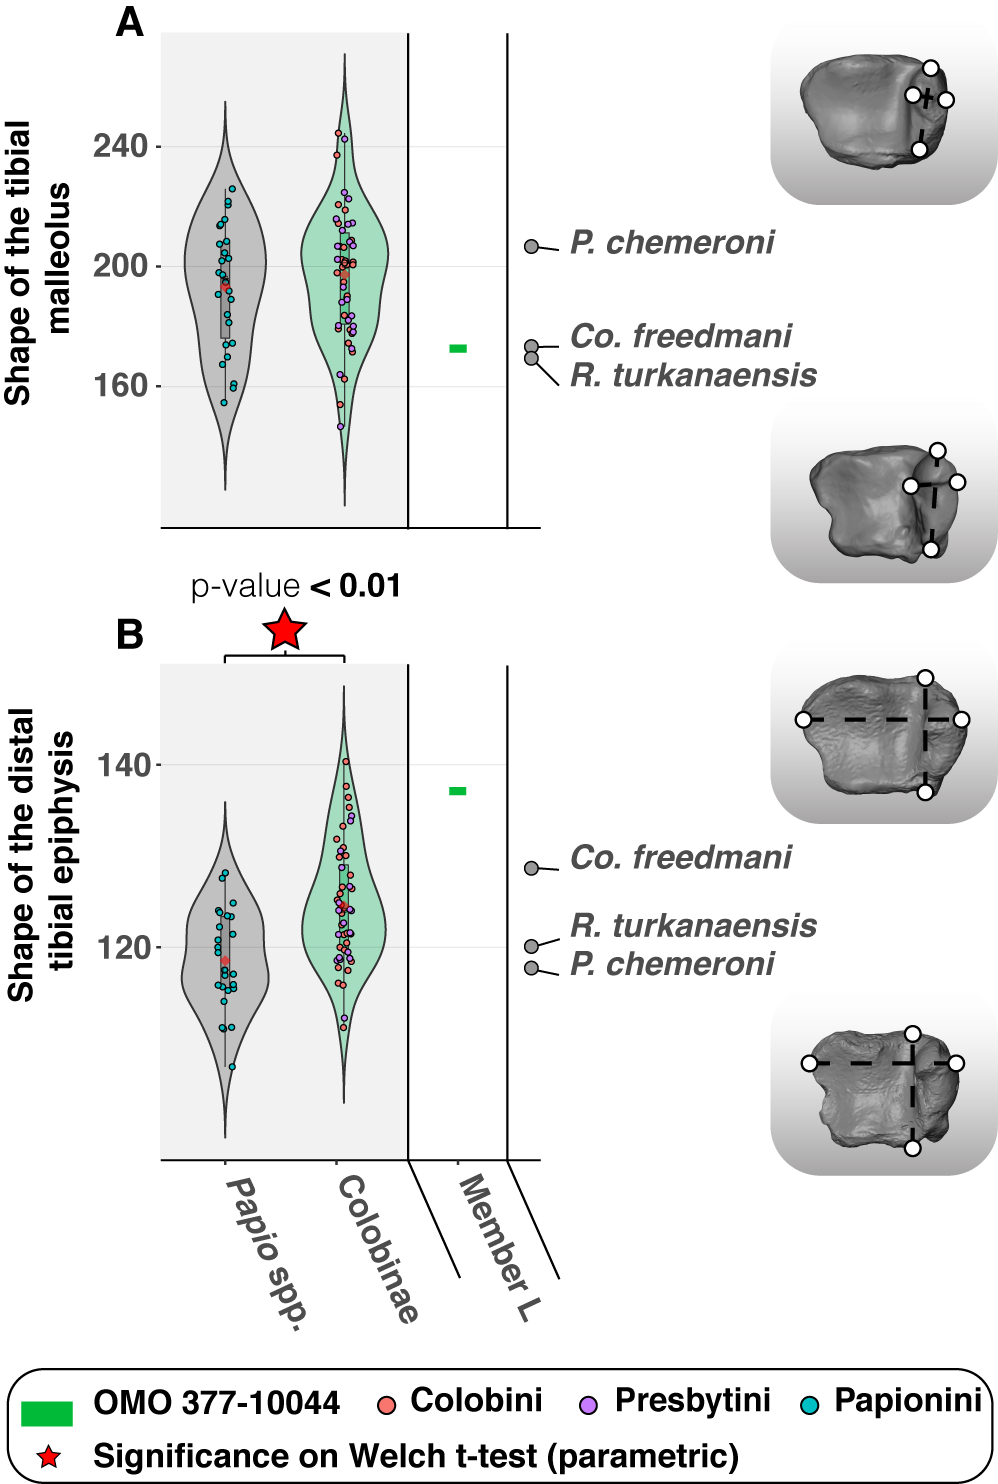 A
Shape of the tibial
malleolus
240
200
160
P. chemeroni
Co. freedmani
R. turkanaensis
p-value < 0.01
B
Shape of the distal
tibial epiphysis
140
120
Co. freedmani
R. turkanaensis
P. chemeroni
Papio spp.
Colobinae
Member L
OMO 377-10044
Colobini
Presbytini
Papionini
Significance on Welch t-test (parametric)